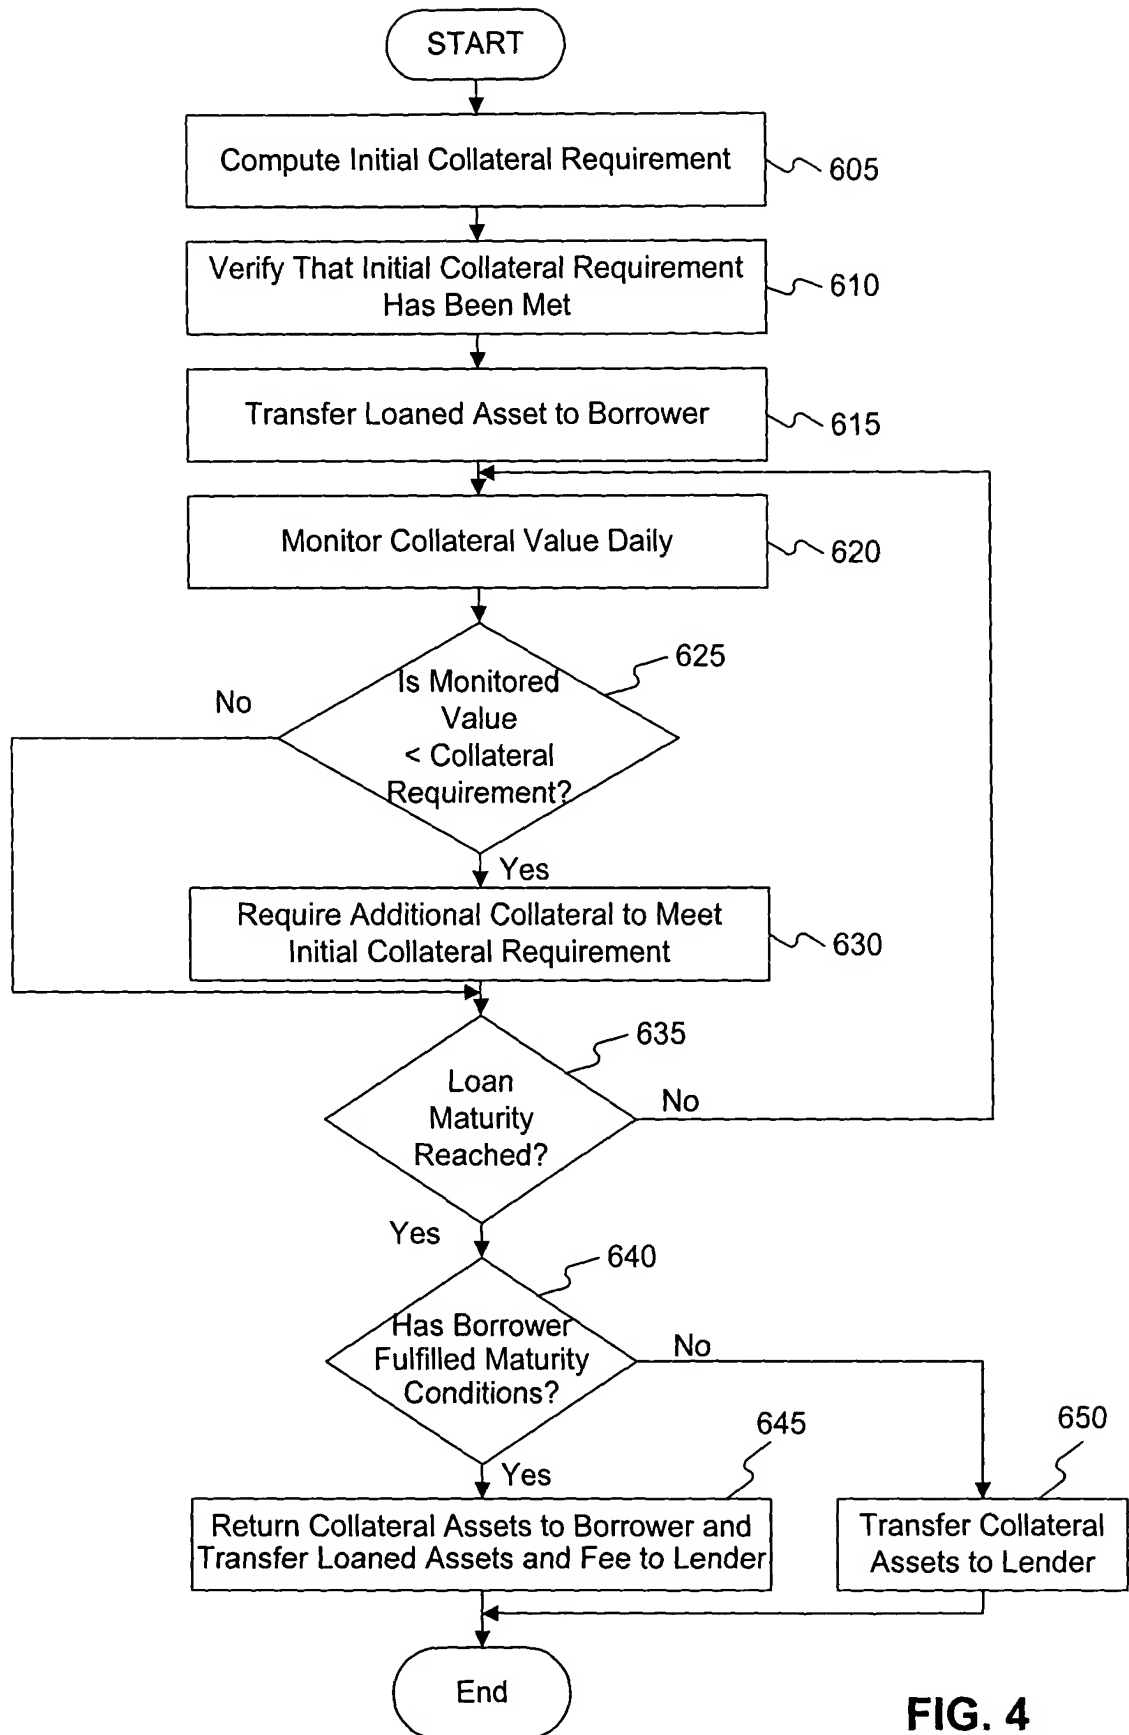 START
Compute Initial Collateral Requirement
605
Verify That Initial Collateral Requirement
Has Been Met
610
Transfer Loaned Asset to Borrower
615
Monitor Collateral Value Daily
620
625
Is Monitored
Value
< Collateral
Requirement?
No
Yes
Require Additional Collateral to Meet
Initial Collateral Requirement
630
635
Loan
Maturity
Reached?
No
Yes
640
Has Borrower
Fulfilled Maturity
Conditions?
No
Yes
645
650
Return Collateral Assets to Borrower and
Transfer Loaned Assets and Fee to Lender
Transfer Collateral
Assets to Lender
End
FIG. 4